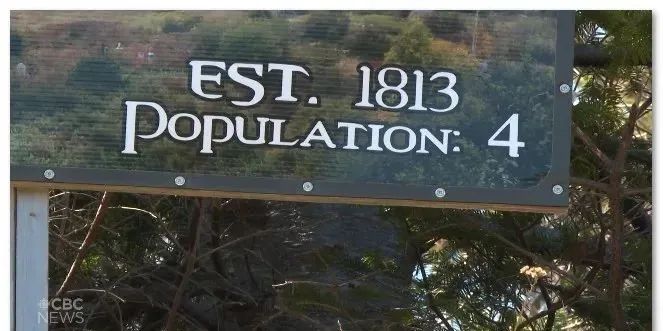 EST. 1813
POPULATION: 4
CBC
NEWS